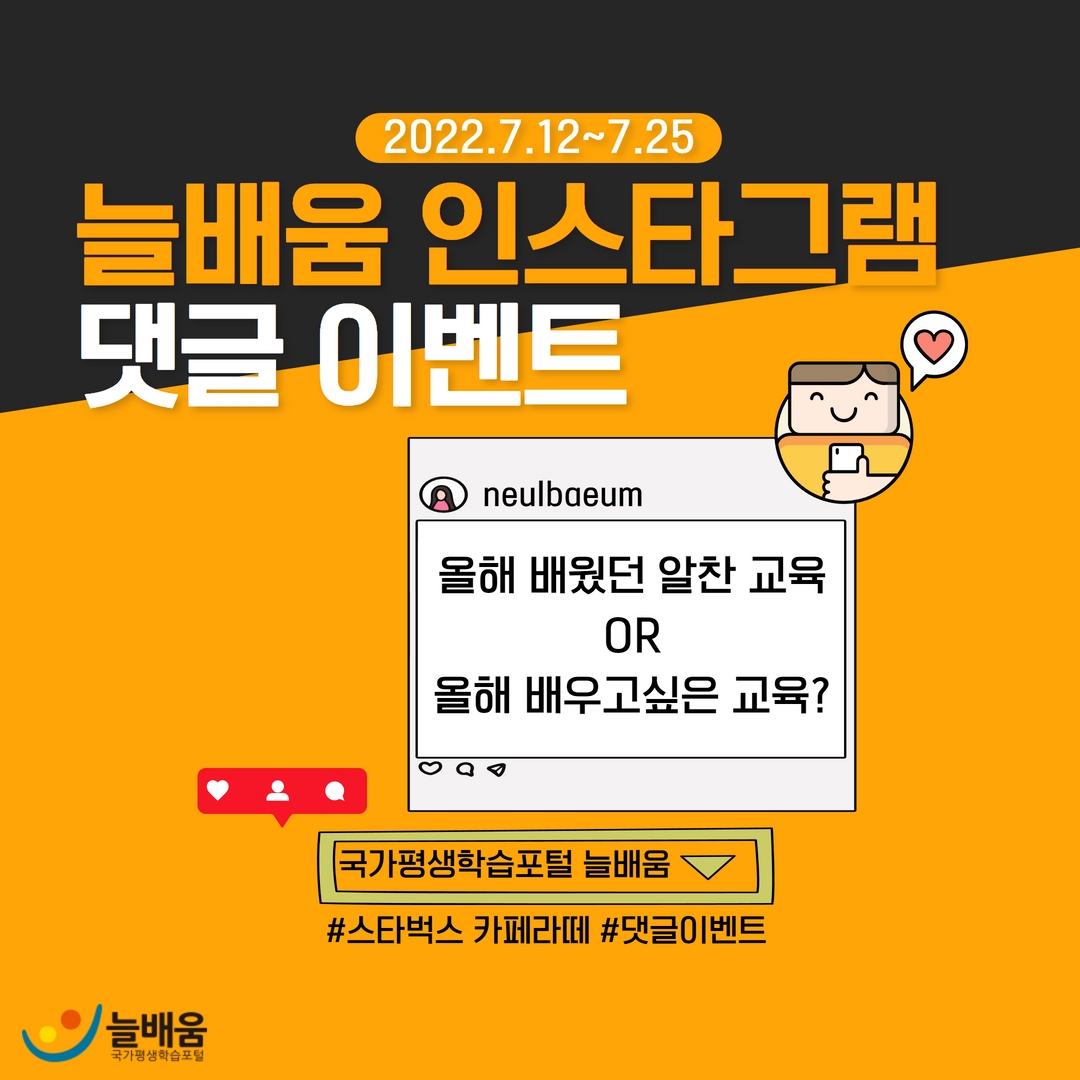 2022.7.12~7.25
늘배움 인스타그램
댓글 이벤트
neulbaeum
올해 배웠던 알찬 교육
OR
올해 배우고싶은 교육?
국가평생학습포털 늘배움
#스타벅스 카페라떼 #댓글이벤트
늘배움
국가평생학습포털